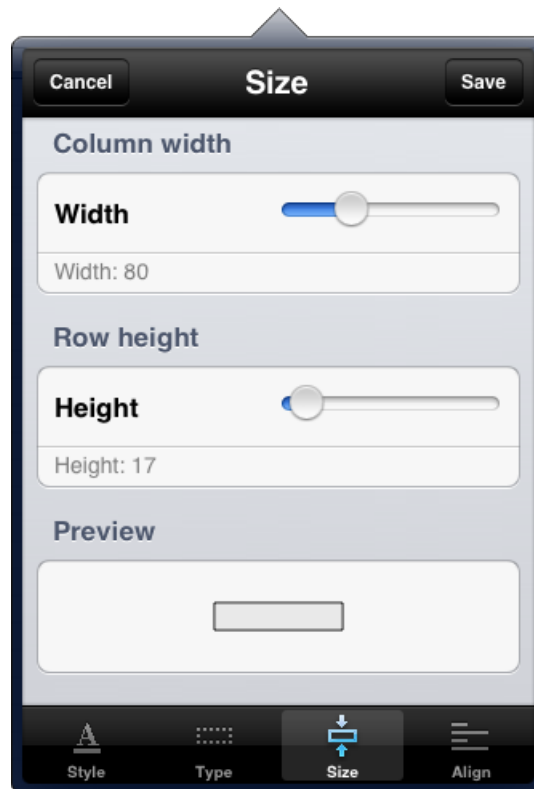 Cancel Size Save
Column width
Width
Width: 80
Row height
Height
Height: 17
Preview
A
Style Type Size Align